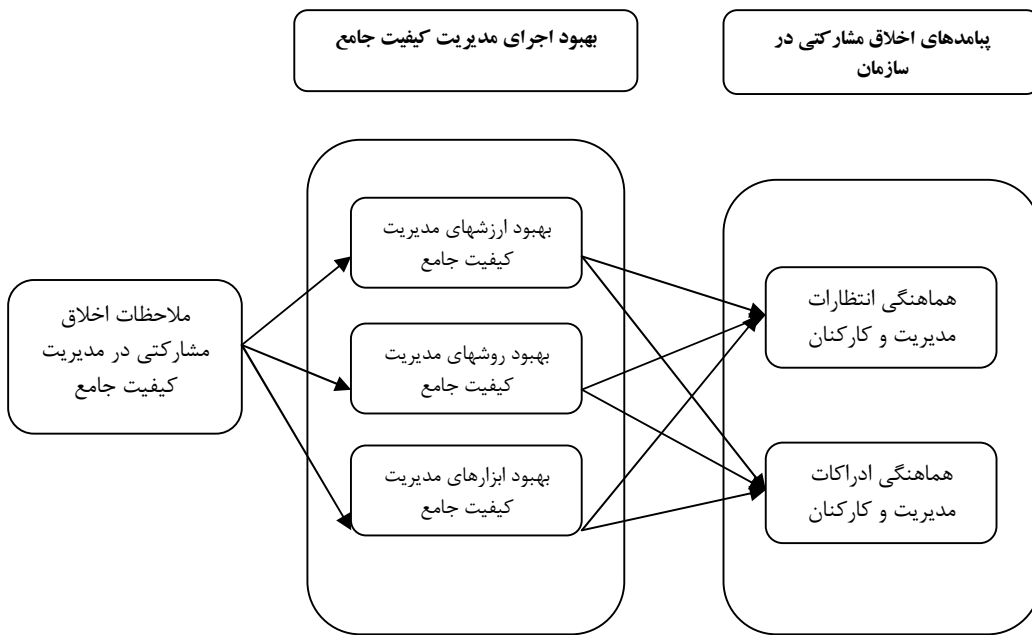 بهبود اجرای مدیریت کیفیت جامع
پیامدهای اخلاق مشارکتی در
سازمان
ملاحظات اخلاق
مشارکتی در مدیریت
کیفیت جامع
بهبود ارزشهای مدیریت
کیفیت جامع
بهبود روشهای مدیریت
کیفیت جامع
بهبود ابزارهای مدیریت
کیفیت جامع
هماهنگی انتظارات
مدیریت و کارکنان
هماهنگی ادراکات
مدیریت و کارکنان